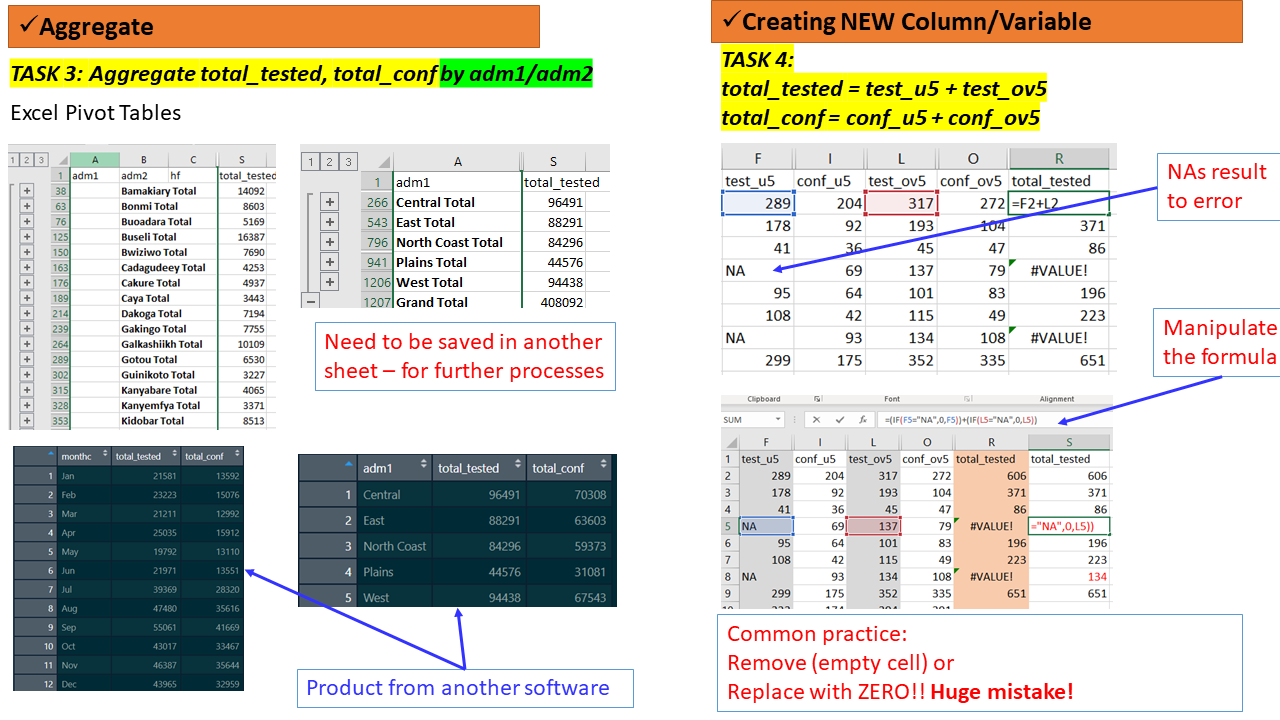 ✓Aggregate
TASK 3: Aggregate total_tested, total_conf by adm1/adm2
Excel Pivot Tables
1 2 3 A B C S
1 adm1 adm2 hf total_tested
38 Bamakiary Total 14092
63 Bonmi Total 8603
76 Buoadara Total 5169
125 Buseli Total 16387
150 Bwiziwo Total 7690
163 Cadagudeey Total 4253
176 Cakure Total 4937
189 Caya Total 3443
214 Dakoga Total 7194
239 Gakingo Total 7755
264 Galkashiikh Total 10109
289 Gotou Total 6530
302 Guinikoto Total 3227
315 Kanyabare Total 4065
328 Kanyemfya Total 3371
353 Kidobar Total 8513
1 2 3 A S
1 adm1 total_tested
266 Central Total 96491
543 East Total 88291
796 North Coast Total 84296
941 Plains Total 44576
1206 West Total 94438
1207 Grand Total 408092
Need to be saved in another
sheet – for further processes
monthc total_tested total_conf
1 Jan 21581 13592
2 Feb 23223 15076
3 Mar 21211 12992
4 Apr 25035 15912
5 May 19792 13110
6 Jun 21971 13551
7 Jul 39369 28320
8 Aug 47480 35616
9 Sep 55061 41669
10 Oct 43017 33467
11 Nov 46387 35644
12 Dec 43965 32959
adm1 total_tested total_conf
1 Central 96491 70308
2 East 88291 63603
3 North Coast 84296 59373
4 Plains 44576 31081
5 West 94438 67543
Product from another software
✓Creating NEW Column/Variable
TASK 4:
total_tested = test_u5 + test_ov5
total_conf = conf_u5 + conf_ov5
F I L O R
test_u5 conf_u5 test_ov5 conf_ov5 total_tested
289 204 317 272 =F2+L2
178 92 193 104 371
41 36 45 47 86
NA 69 137 79 #VALUE!
95 64 101 83 196
108 42 115 49 223
NA 93 134 108 #VALUE!
299 175 352 335 651
NAs result
to error
Manipulate
the formula
Clipboard Font Alignment
SUM =(IF(F5="NA",0,F5))+(IF(L5="NA",0,L5))
F I L O R S
1 test_u5 conf_u5 test_ov5 conf_ov5 total_tested total_tested
2 289 204 317 272 606 606
3 178 92 193 104 371 371
4 41 36 45 47 86 86
5 NA 69 137 79 #VALUE! ="NA",0,L5))
6 95 64 101 83 196 196
7 108 42 115 49 223 223
8 NA 93 134 108 #VALUE! 134
9 299 175 352 335 651 651
Common practice:
Remove (empty cell) or
Replace with ZERO!! Huge mistake!